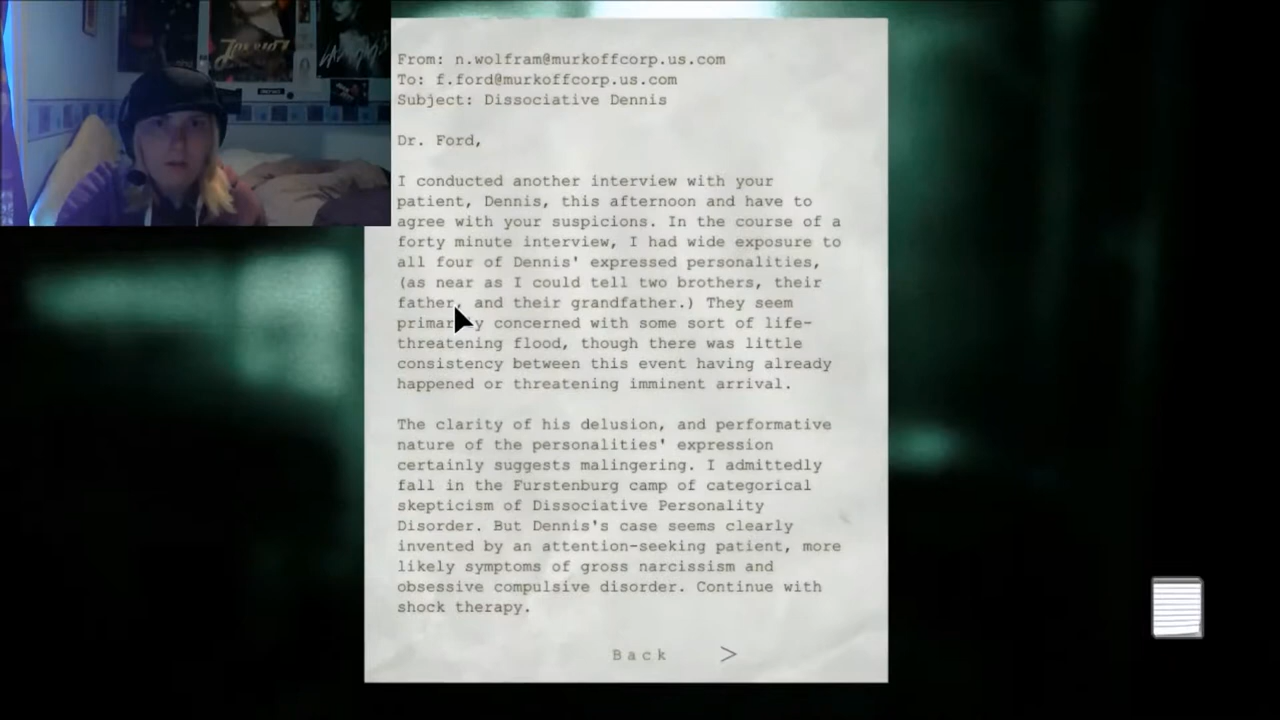 From: n.wolfram@murkoffcorp.us.com
To: f.ford@murkoffcorp.us.com
Subject: Dissociative Dennis
Dr. Ford,
I conducted another interview with your
patient, Dennis, this afternoon and have to
agree with your suspicions. In the course of a
forty minute interview, I had wide exposure to
all four of Dennis' expressed personalities,
(as near as I could tell two brothers, their
father, and their grandfather.) They seem
primarily concerned with some sort of life-
threatening flood, though there was little
consistency between this event having already
happened or threatening imminent arrival.
The clarity of his delusion, and performative
nature of the personalities' expression
certainly suggests malingering. I admittedly
fall in the Furstenburg camp of categorical
skepticism of Dissociative Personality
Disorder. But Dennis's case seems clearly
invented by an attention-seeking patient, more
likely symptoms of gross narcissism and
obsessive compulsive disorder. Continue with
shock therapy.
Back >